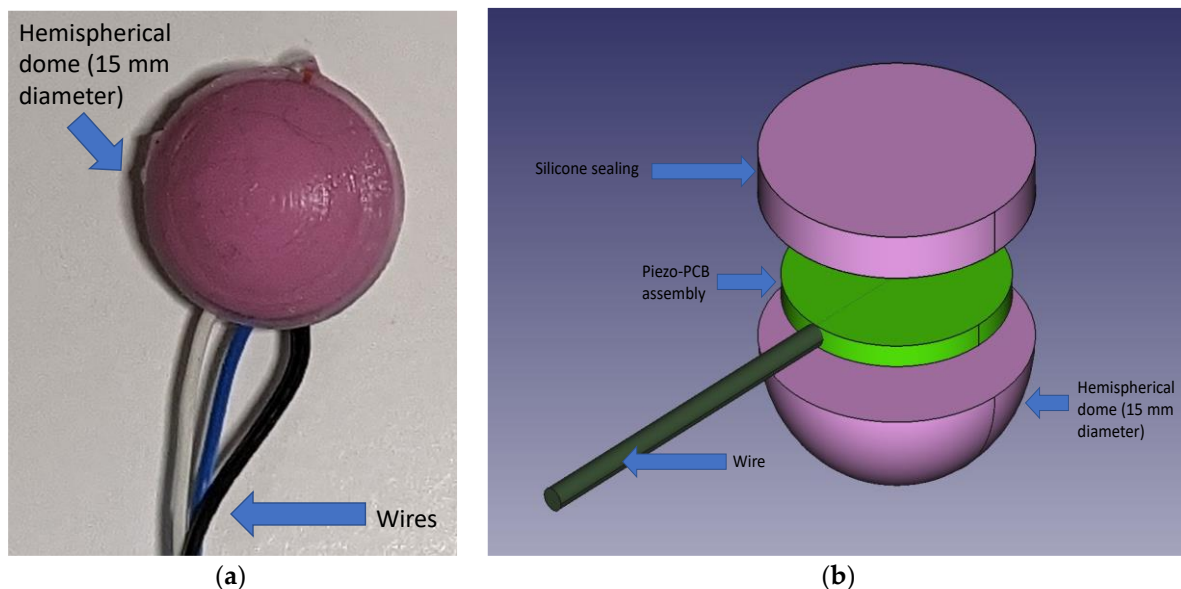 Hemispherical
dome (15 mm
diameter)
Wires
(a)
Silicone sealing
Piezo-PCB
assembly
Wire
Hemispherical
dome (15 mm
diameter)
(b)